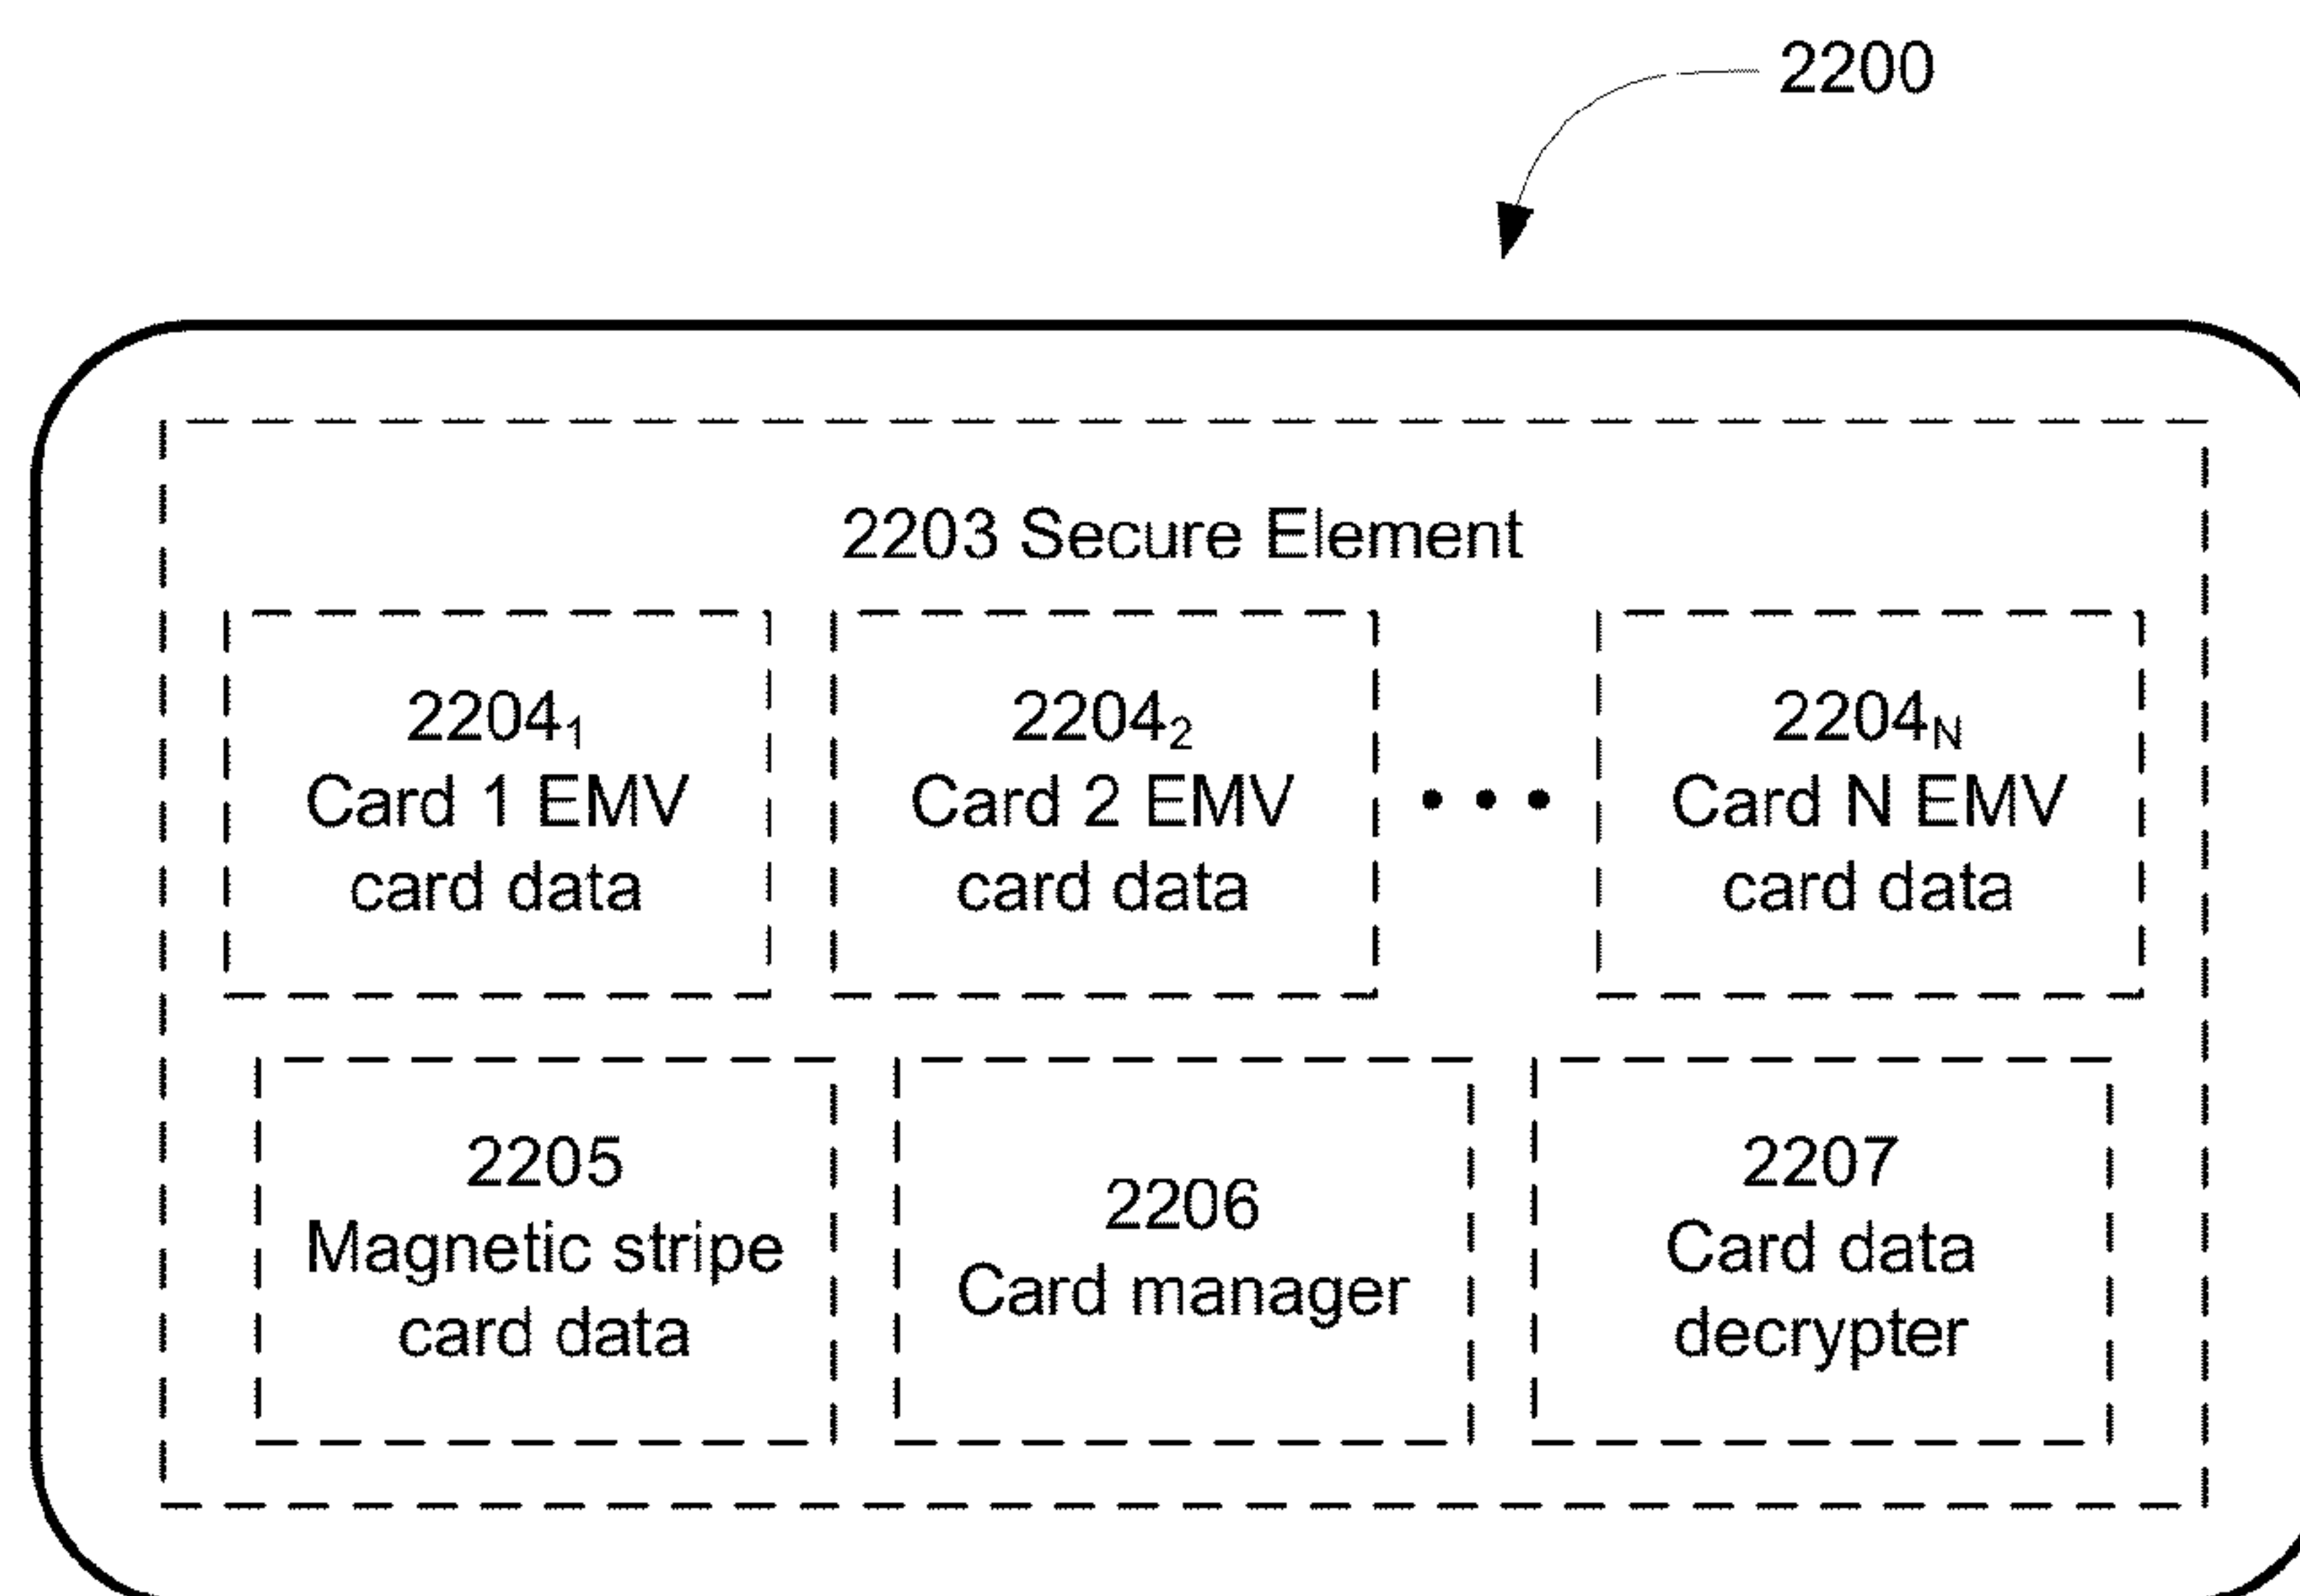 2200
2203 Secure Element
2204₁
Card 1 EMV
card data
2204₂
Card 2 EMV
card data
• • •
2204ₙ
Card N EMV
card data
2205
Magnetic stripe
card data
2206
Card manager
2207
Card data
decrypter